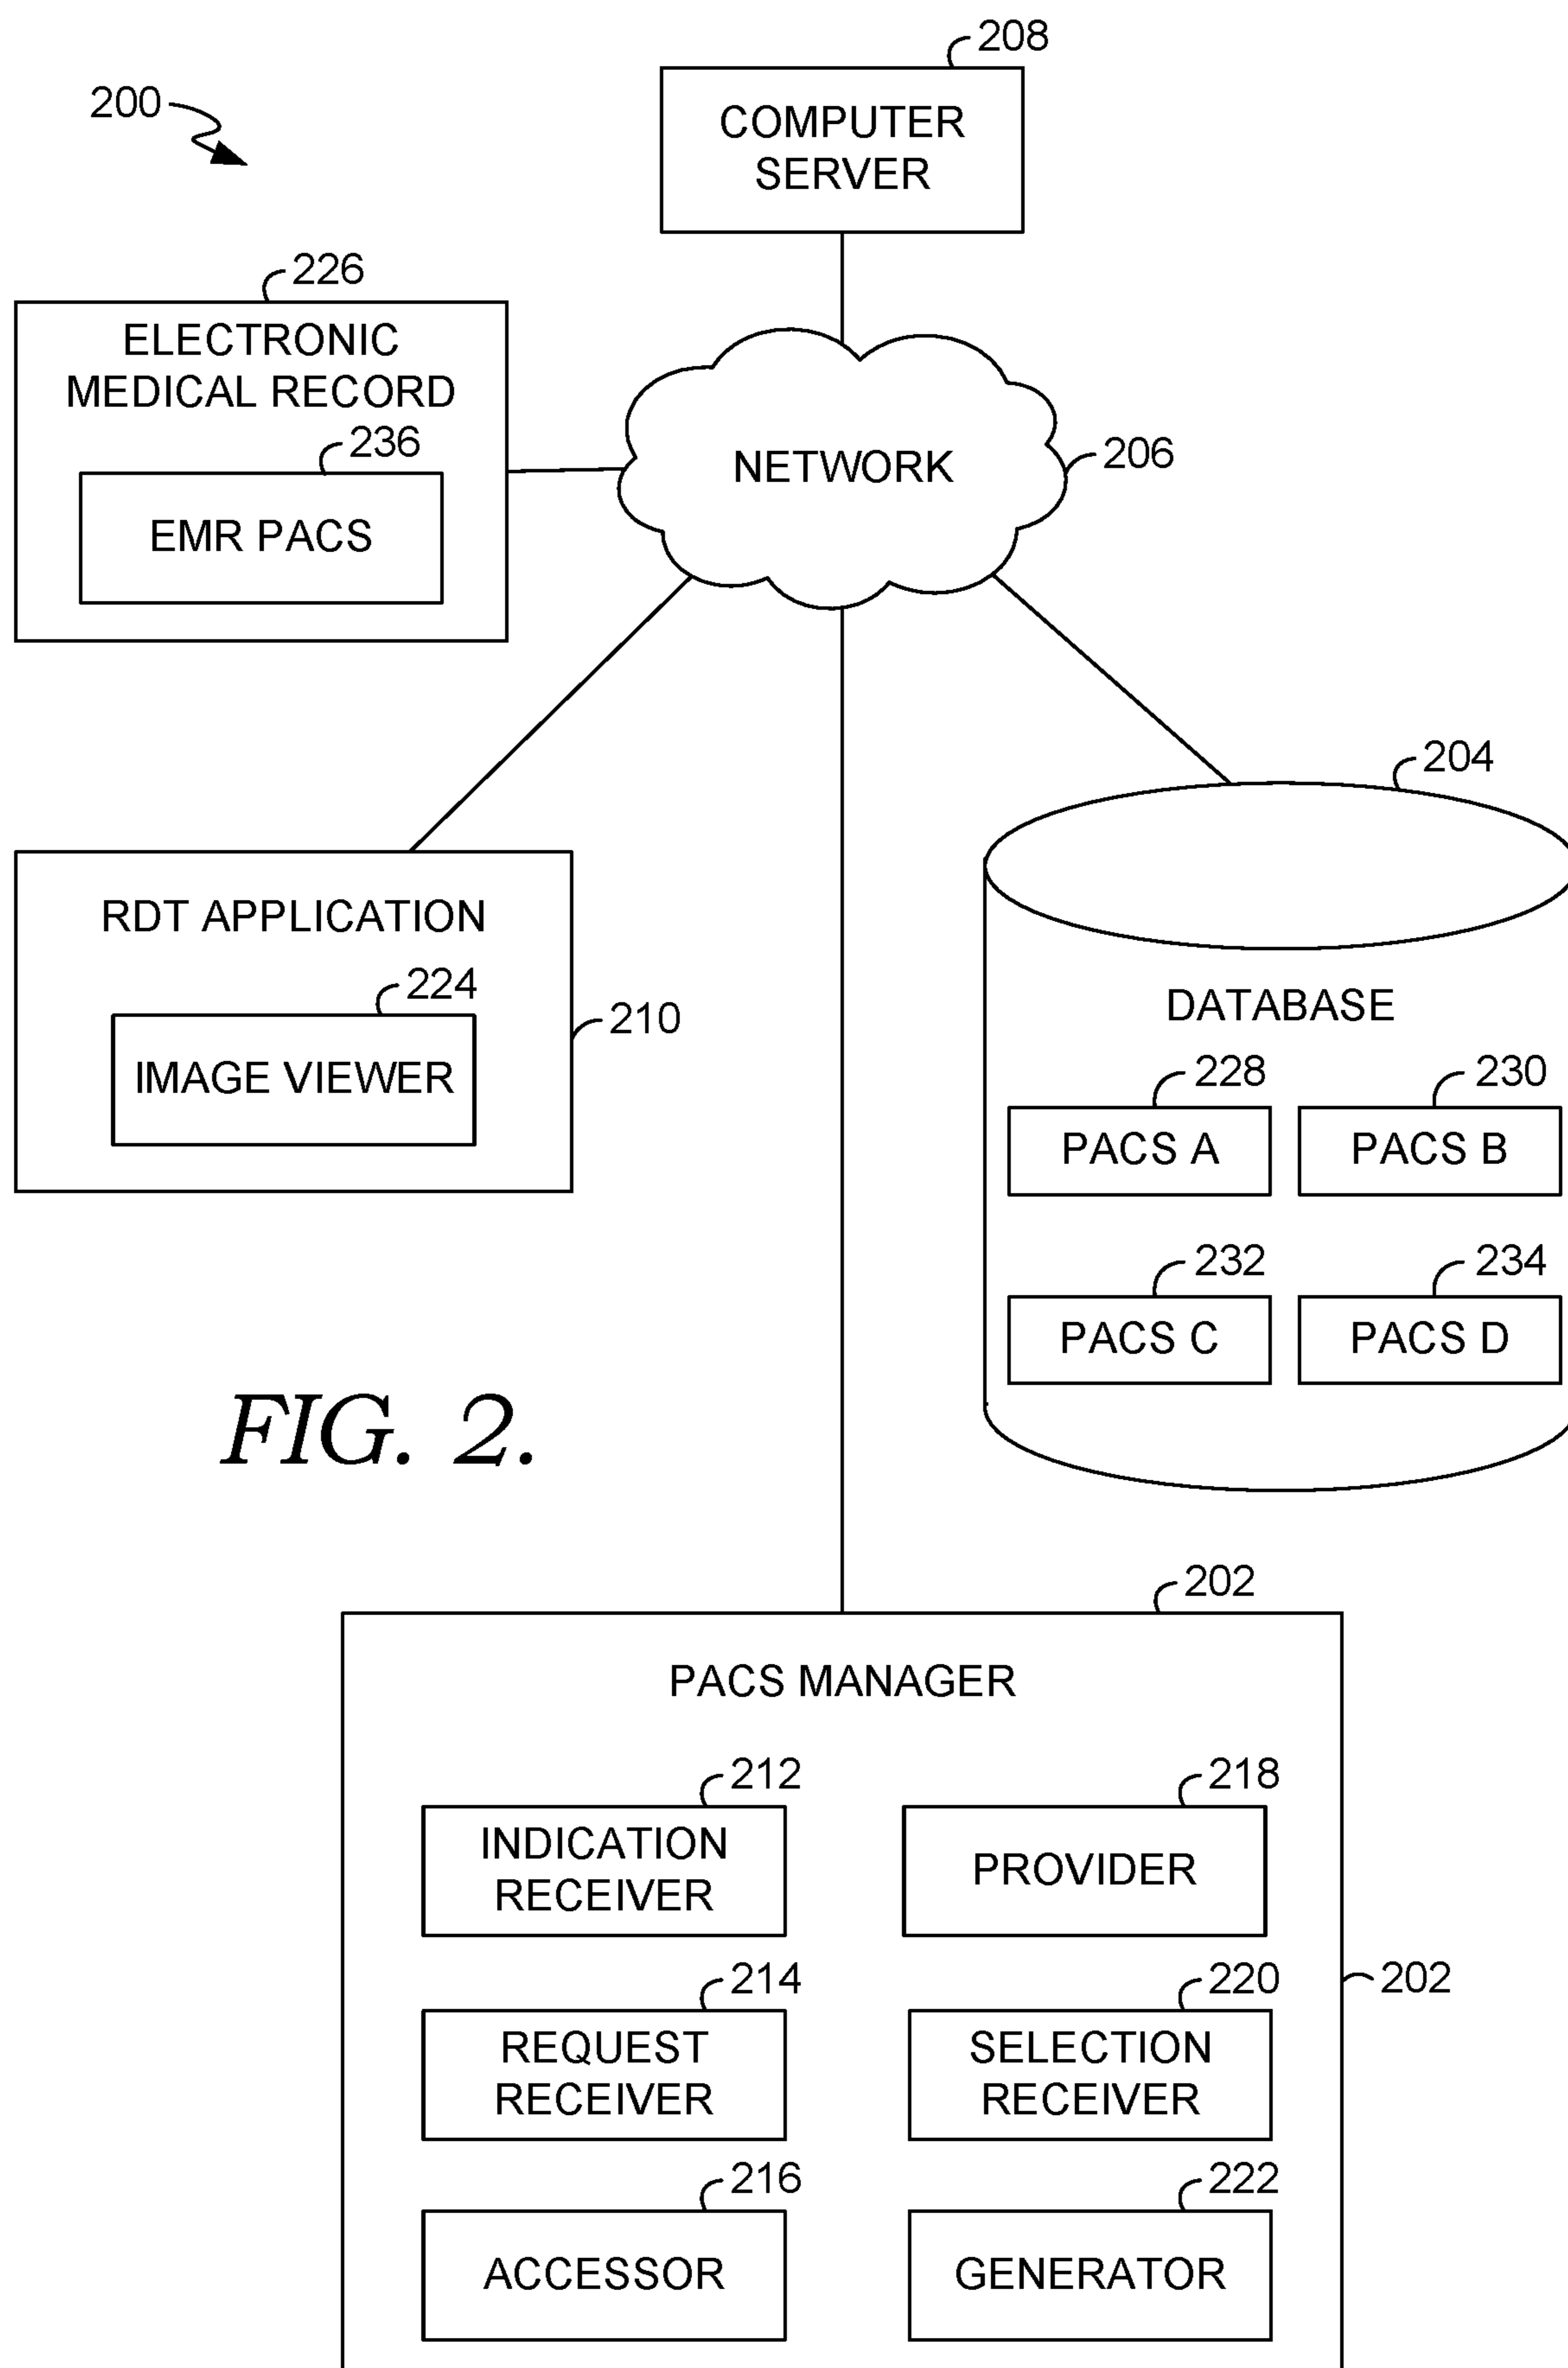 208
200
COMPUTER
SERVER
226
ELECTRONIC
MEDICAL RECORD
236
EMR PACS
NETWORK
206
204
RDT APPLICATION
224
IMAGE VIEWER
210
DATABASE
228
230
PACS A
PACS B
232
234
PACS C
PACS D
FIG. 2.
202
PACS MANAGER
212
218
INDICATION
RECEIVER
PROVIDER
202
214
220
REQUEST
RECEIVER
SELECTION
RECEIVER
216
222
ACCESSOR
GENERATOR